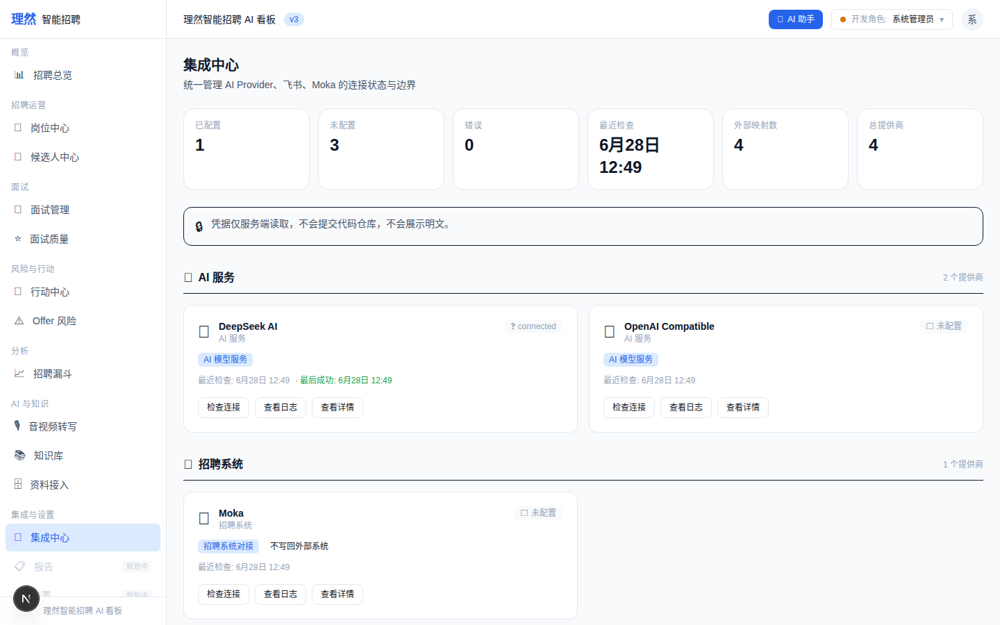 理然 智能招聘
理然智能招聘 AI 看板 v3
AI 助手
开发角色: 系统管理员 ▾
系
概览
招聘总览
招聘运营
岗位中心
候选人中心
面试
面试管理
面试质量
风险与行动
行动中心
Offer 风险
分析
招聘漏斗
AI 与知识
音视频转写
知识库
资料接入
集成与设置
集成中心
报告 规划中
置 规划中
N
理然智能招聘 AI 看板
集成中心
统一管理 AI Provider、飞书、Moka 的连接状态与边界
已配置
1
未配置
3
错误
0
最近检查
6月28日
12:49
外部映射数
4
总提供商
4
凭据仅服务端读取，不会提交代码仓库，不会展示明文。
AI 服务
2 个提供商
DeepSeek AI
? connected
AI 服务
AI 模型服务
最近检查: 6月28日 12:49 · 最后成功: 6月28日 12:49
检查连接 查看日志 查看详情
OpenAI Compatible
未配置
AI 服务
AI 模型服务
最近检查: 6月28日 12:49
检查连接 查看日志 查看详情
招聘系统
1 个提供商
Moka
未配置
招聘系统
招聘系统对接 不写回外部系统
最近检查: 6月28日 12:49
检查连接 查看日志 查看详情